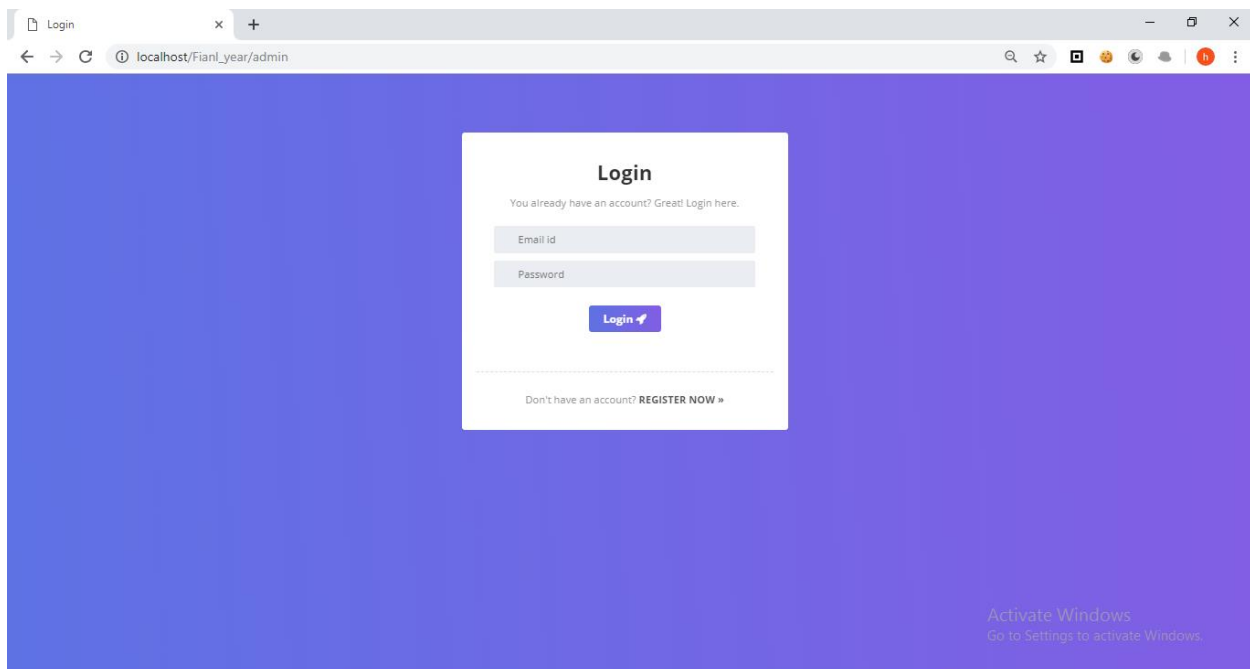 Login
localhost/Fianl_year/admin
h
Login
You already have an account? Great! Login here.
Email id
Password
Login
Don't have an account? REGISTER NOW »
Activate Windows
Go to Settings to activate Windows.